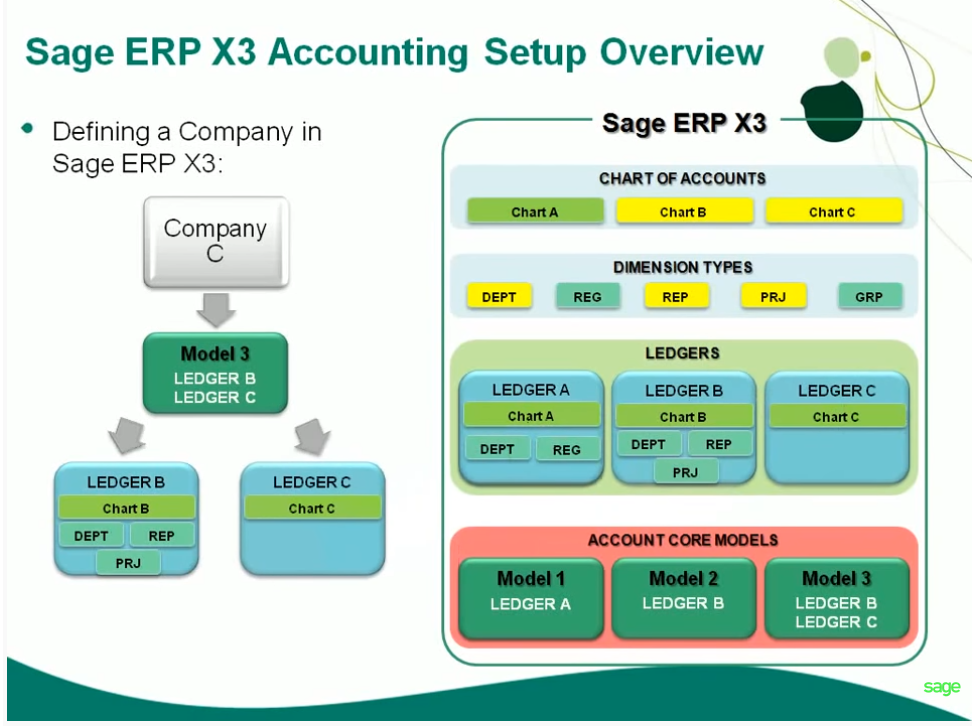 Sage ERP X3 Accounting Setup Overview
Defining a Company in
Sage ERP X3:
Company
C
Model 3
LEDGER B
LEDGER C
LEDGER B
Chart B
DEPT REP
PRJ
LEDGER C
Chart C
Sage ERP X3
CHART OF ACCOUNTS
Chart A Chart B Chart C
DIMENSION TYPES
DEPT REG REP PRJ GRP
LEDGERS
LEDGER A
Chart A
DEPT REG
LEDGER B
Chart B
DEPT REP
PRJ
LEDGER C
Chart C
ACCOUNT CORE MODELS
Model 1
LEDGER A
Model 2
LEDGER B
Model 3
LEDGER B
LEDGER C
sage